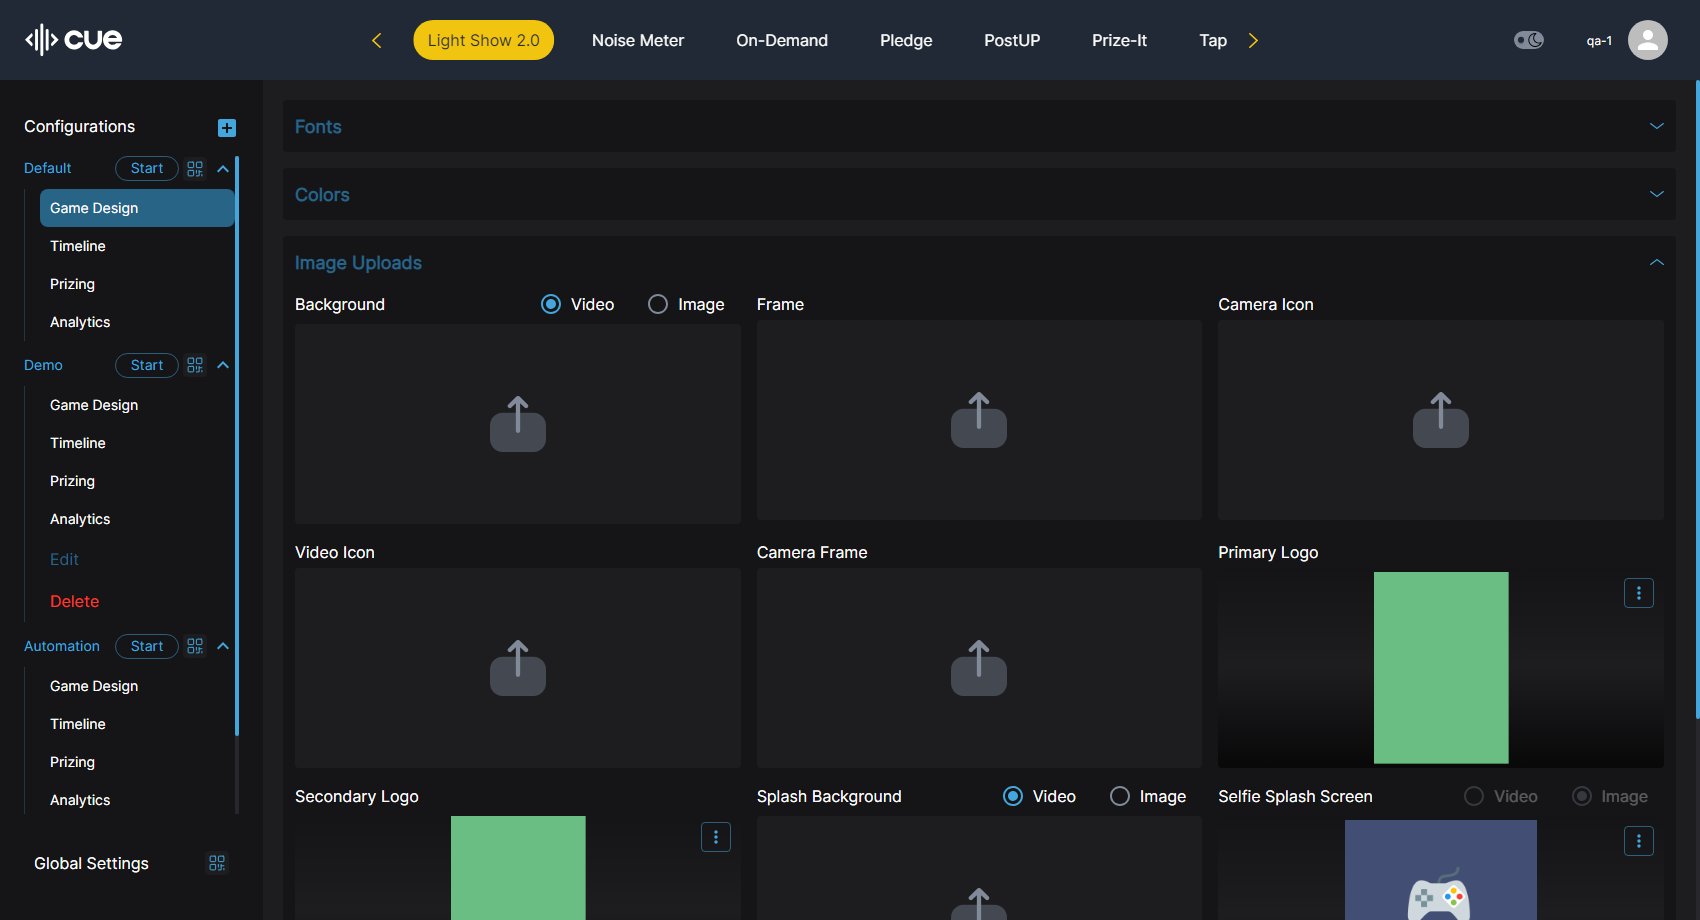 cue
Light Show 2.0
Noise Meter
On-Demand
Pledge
PostUP
Prize-It
Tap
qa-1
Configurations
Default
Start
Game Design
Timeline
Prizing
Analytics
Demo
Start
Game Design
Timeline
Prizing
Analytics
Edit
Delete
Automation
Start
Game Design
Timeline
Prizing
Analytics
Global Settings
Fonts
Colors
Image Uploads
Background
Video
Image
Frame
Camera Icon
Video Icon
Camera Frame
Primary Logo
Secondary Logo
Splash Background
Video
Image
Selfie Splash Screen
Video
Image